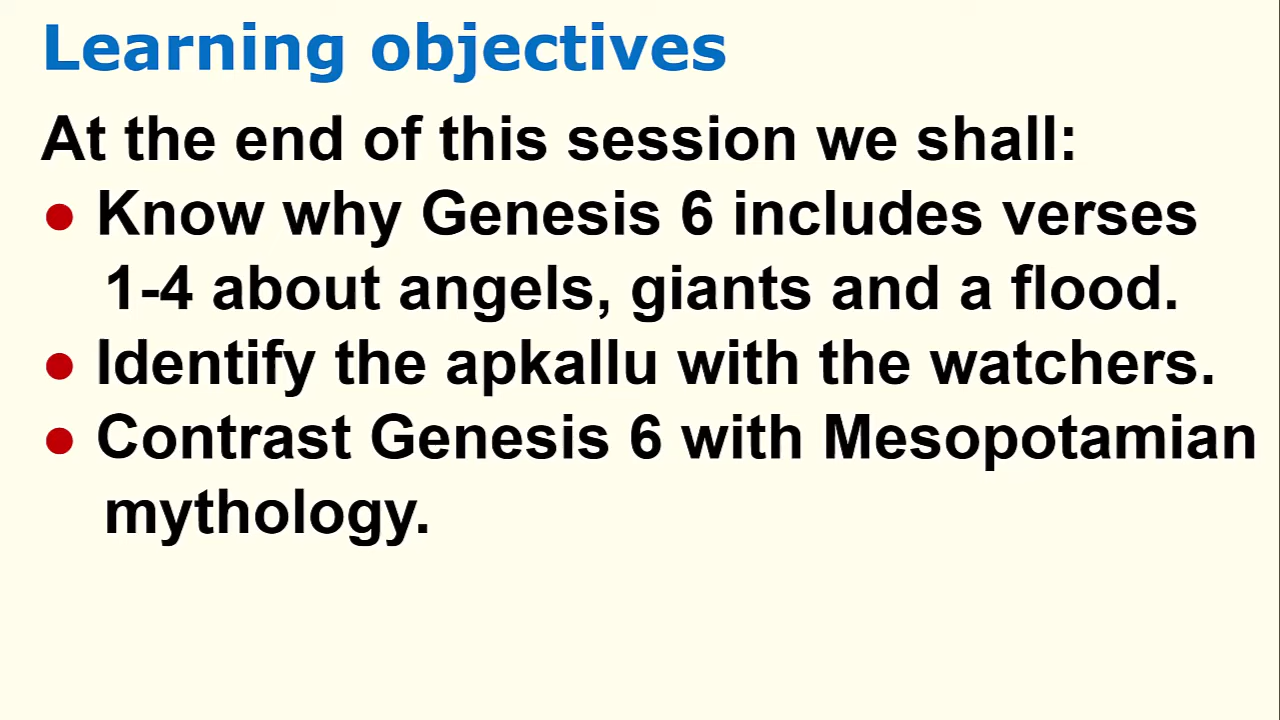 Learning objectives
At the end of this session we shall:
● Know why Genesis 6 includes verses
1-4 about angels, giants and a flood.
● Identify the apkallu with the watchers.
● Contrast Genesis 6 with Mesopotamian
mythology.